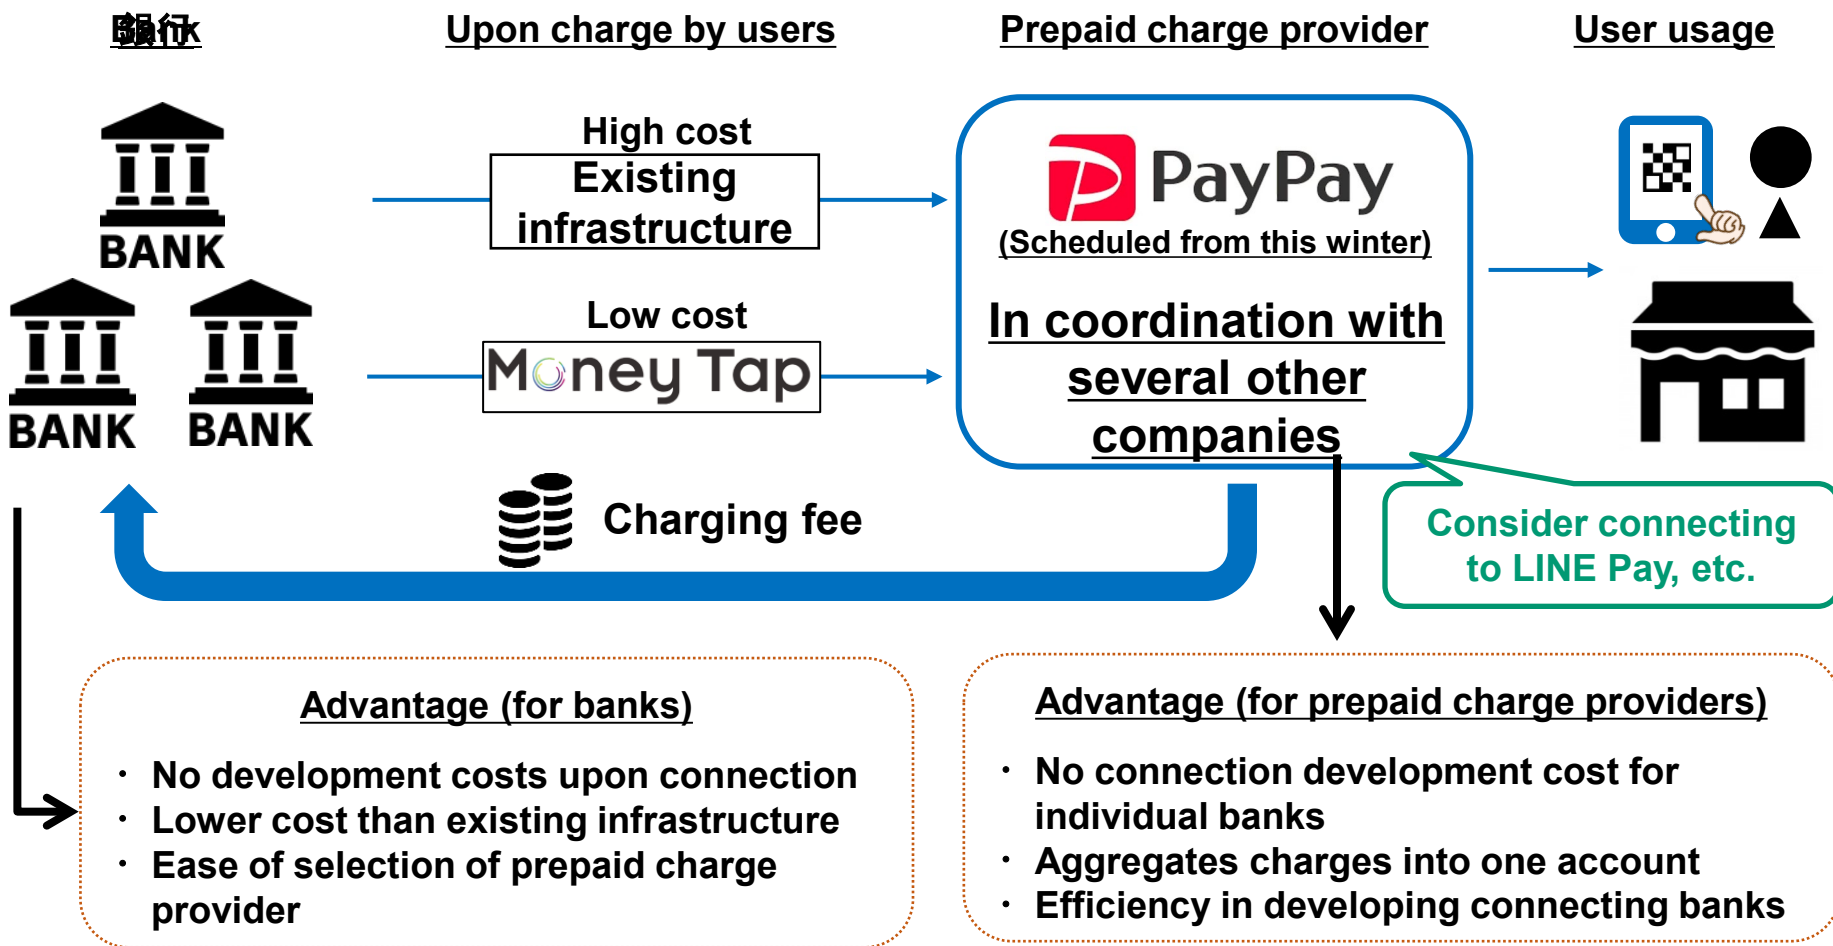 銀行
Bank
Upon charge by users
Prepaid charge provider
User usage
High cost
Existing
infrastructure
PayPay
(Scheduled from this winter)
BANK
Low cost
Money Tap
In coordination with
several other
companies
BANK
BANK
Charging fee
Consider connecting
to LINE Pay, etc.
Advantage (for banks)
・ No development costs upon connection
・ Lower cost than existing infrastructure
・ Ease of selection of prepaid charge
provider
Advantage (for prepaid charge providers)
・ No connection development cost for
individual banks
・ Aggregates charges into one account
・ Efficiency in developing connecting banks